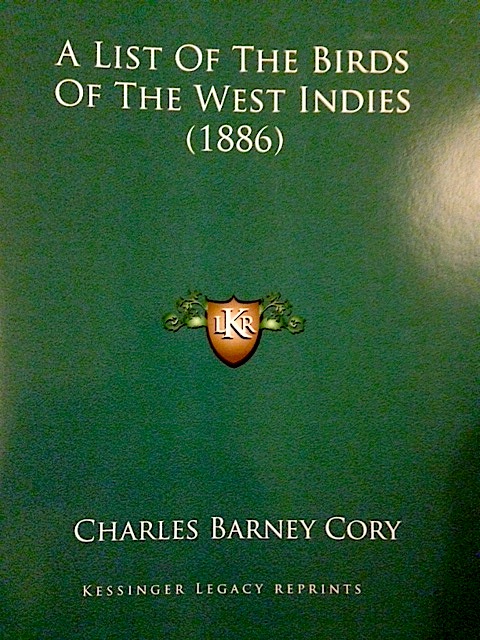 A LIST OF THE BIRDS
OF THE WEST INDIES
(1886)
LKR
CHARLES BARNEY CORY
KESSINGER LEGACY REPRINTS